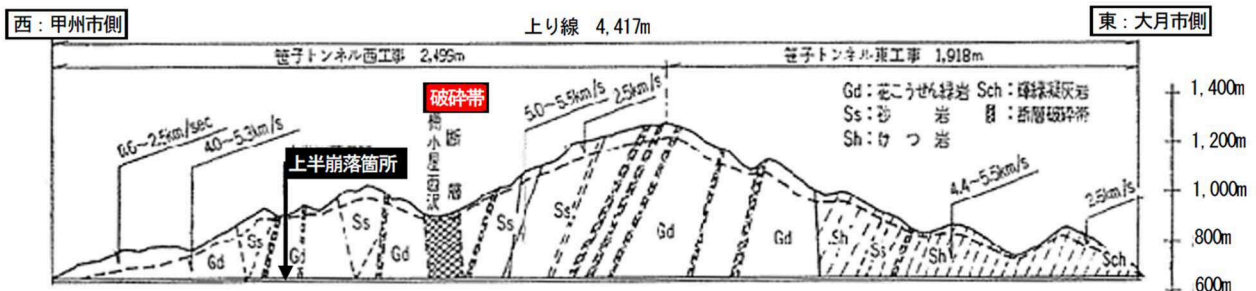 西：甲州市側
上り線 4,417m
東：大月市側
笹子トンネル西工事 2,499m
笹子トンネル東工事 1,918m
破砕帯
Gd：花こうせん緑岩 Sch：輝緑凝灰岩
Ss：砂 岩 ：断層破砕帯
Sh：けつ岩
0.6～2.5km/sec
4.0～5.3km/s
5.0～5.5km/s
2.5km/s
4.4～5.5km/s
2.5km/s
上半崩落箇所
断層
1,400m
1,200m
1,000m
800m
600m
Gd
Ss
Gd
Ss
Gd
Ss
Ss
Gd
Gd
Sh
Ss
Sh
Sch